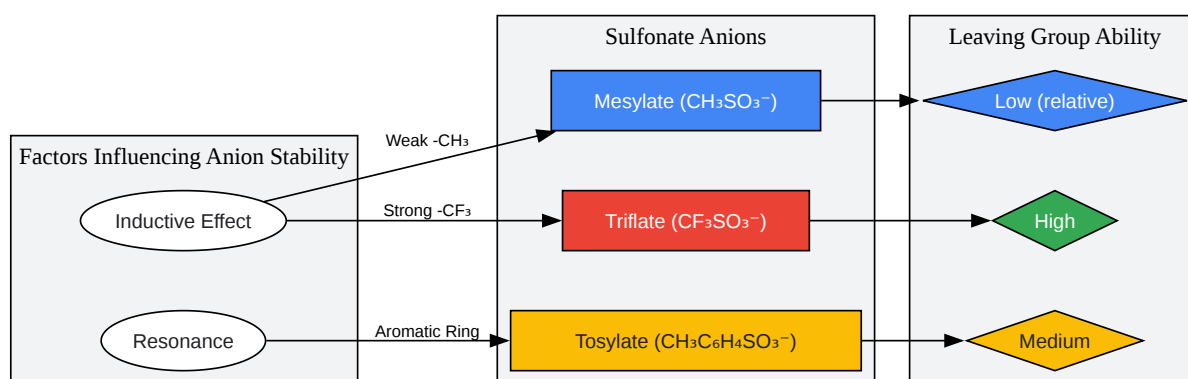 Factors Influencing Anion Stability
Inductive Effect
Resonance
Weak -CH₃
Strong -CF₃
Aromatic Ring
Sulfonate Anions
Mesylate (CH₃SO₃⁻)
Triflate (CF₃SO₃⁻)
Tosylate (CH₃C₆H₄SO₃⁻)
Leaving Group Ability
Low (relative)
High
Medium